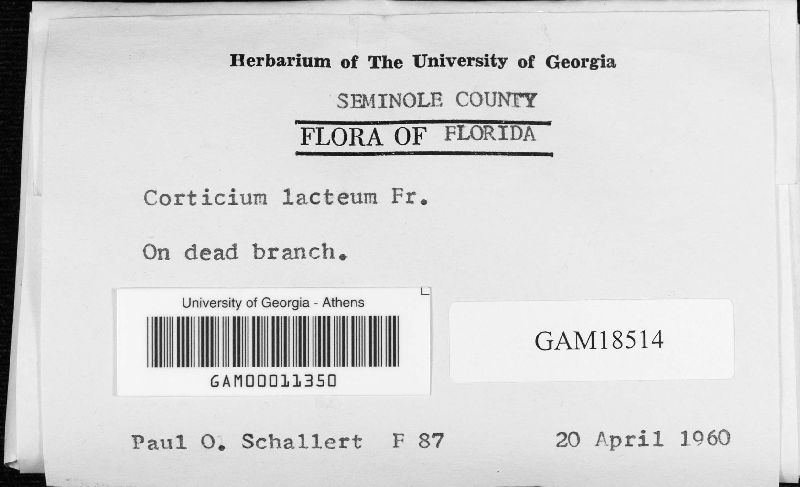 Herbarium of The University of Georgia
SEMINOLE COUNTY
FLORA OF FLORIDA
Corticium lacteum Fr.
On dead branch.
University of Georgia - Athens
GAM00011350
GAM18514
Paul O. Schallert F 87 20 April 1960